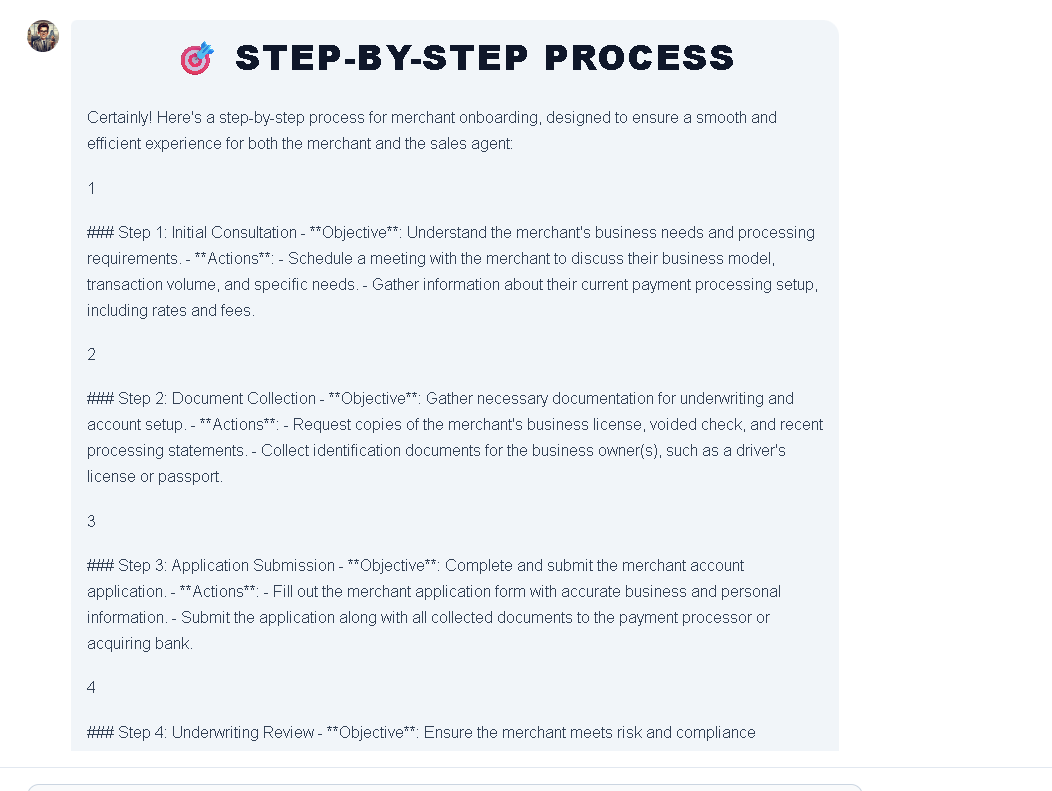 🎯 STEP-BY-STEP PROCESS
Certainly! Here's a step-by-step process for merchant onboarding, designed to ensure a smooth and
efficient experience for both the merchant and the sales agent:
1
### Step 1: Initial Consultation - **Objective**: Understand the merchant's business needs and processing
requirements. - **Actions**: - Schedule a meeting with the merchant to discuss their business model,
transaction volume, and specific needs. - Gather information about their current payment processing setup,
including rates and fees.
2
### Step 2: Document Collection - **Objective**: Gather necessary documentation for underwriting and
account setup. - **Actions**: - Request copies of the merchant's business license, voided check, and recent
processing statements. - Collect identification documents for the business owner(s), such as a driver's
license or passport.
3
### Step 3: Application Submission - **Objective**: Complete and submit the merchant account
application. - **Actions**: - Fill out the merchant application form with accurate business and personal
information. - Submit the application along with all collected documents to the payment processor or
acquiring bank.
4
### Step 4: Underwriting Review - **Objective**: Ensure the merchant meets risk and compliance